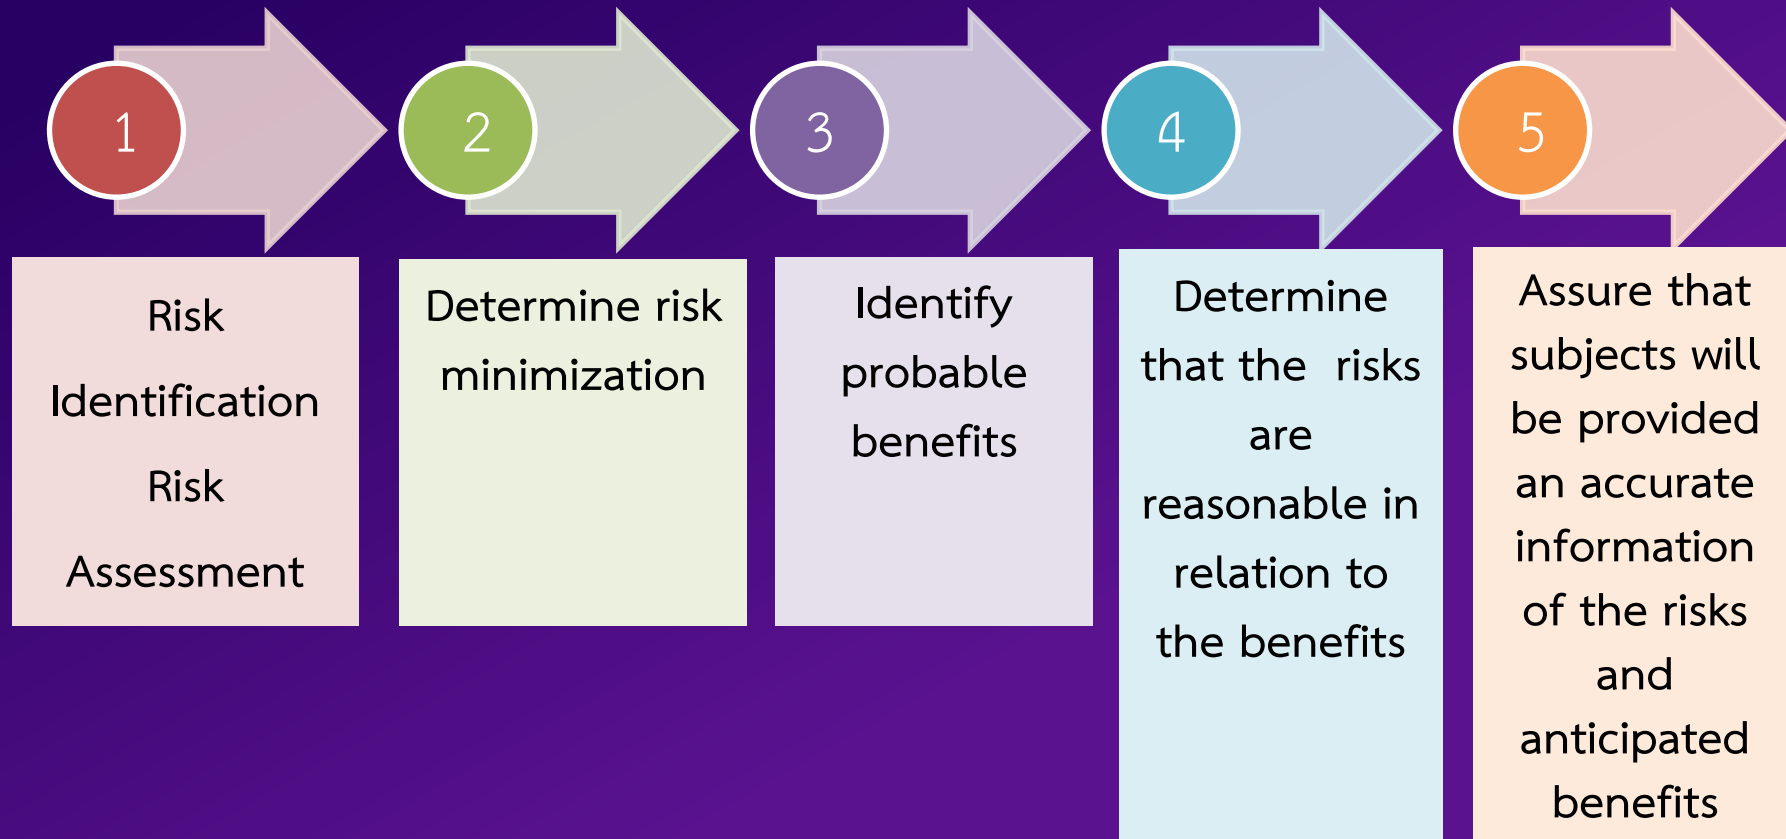 1
2
3
4
5
Risk
Identification
Risk
Assessment
Determine risk
minimization
Identify
probable
benefits
Determine
that the  risks
are
reasonable in
relation to
the benefits
Assure that
subjects will
be provided
an accurate
information
of the risks
and
anticipated
benefits